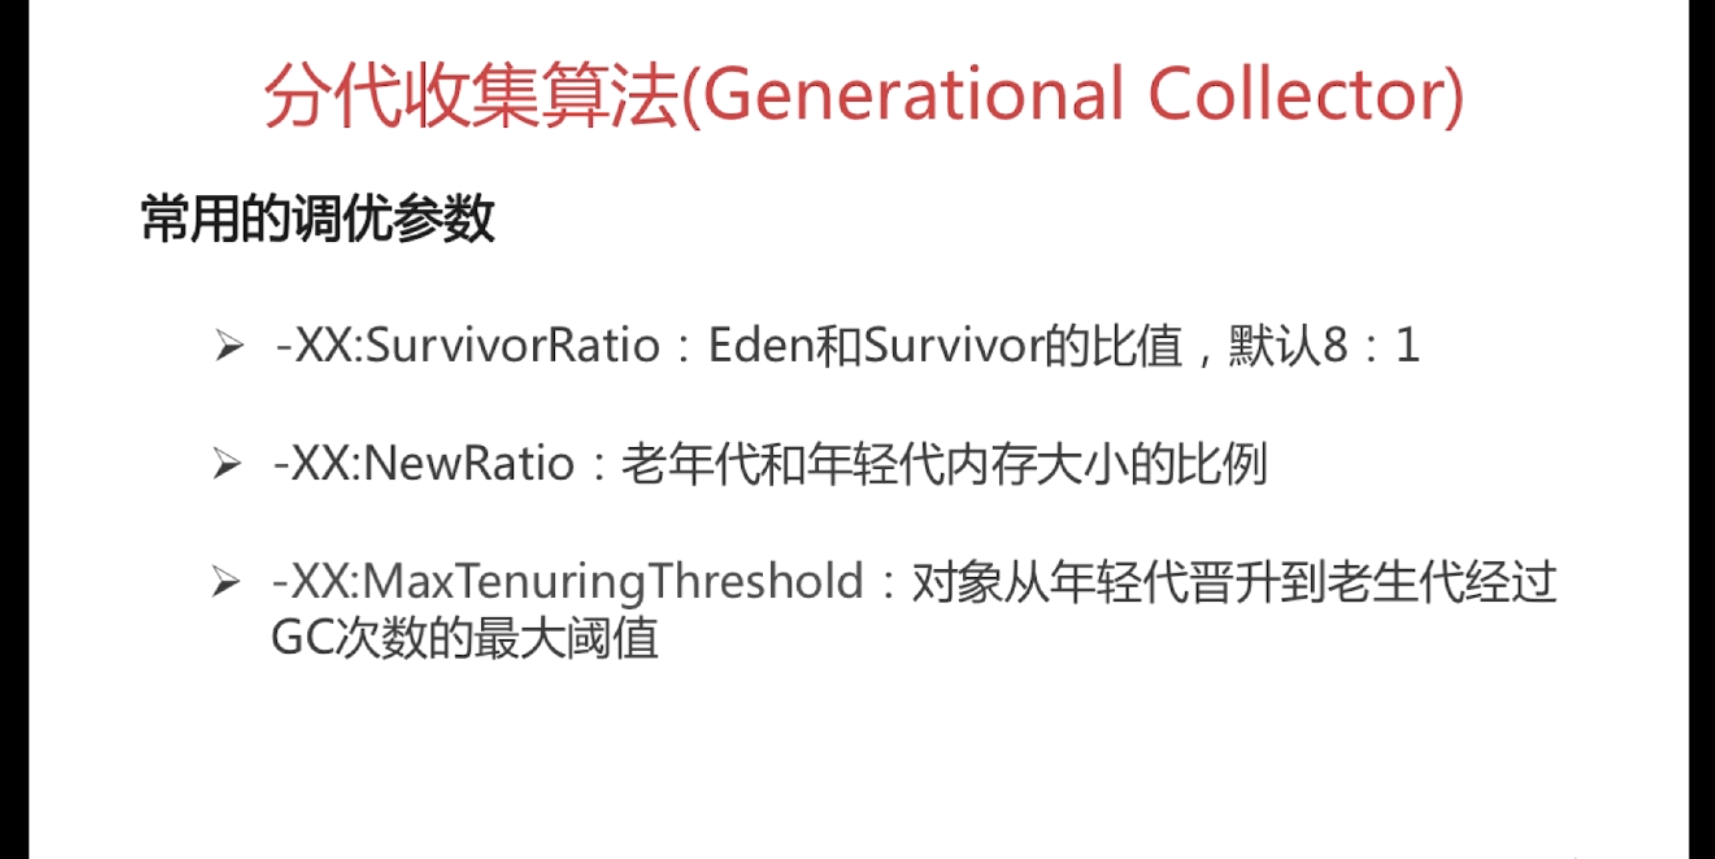 分代收集算法(Generational Collector)
常用的调优参数
➢ -XX:SurvivorRatio：Eden和Survivor的比值，默认8：1
➢ -XX:NewRatio：老年代和年轻代内存大小的比例
➢ -XX:MaxTenuringThreshold：对象从年轻代晋升到老生代经过
GC次数的最大阈值